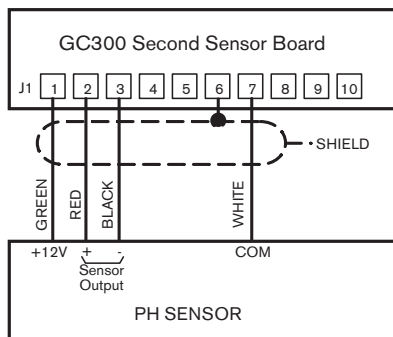 GC300 Second Sensor Board
J1 1 2 3 4 5 6 7 8 9 10
SHIELD
GREEN
RED
BLACK
WHITE
+12V + - COM
Sensor
Output
PH SENSOR